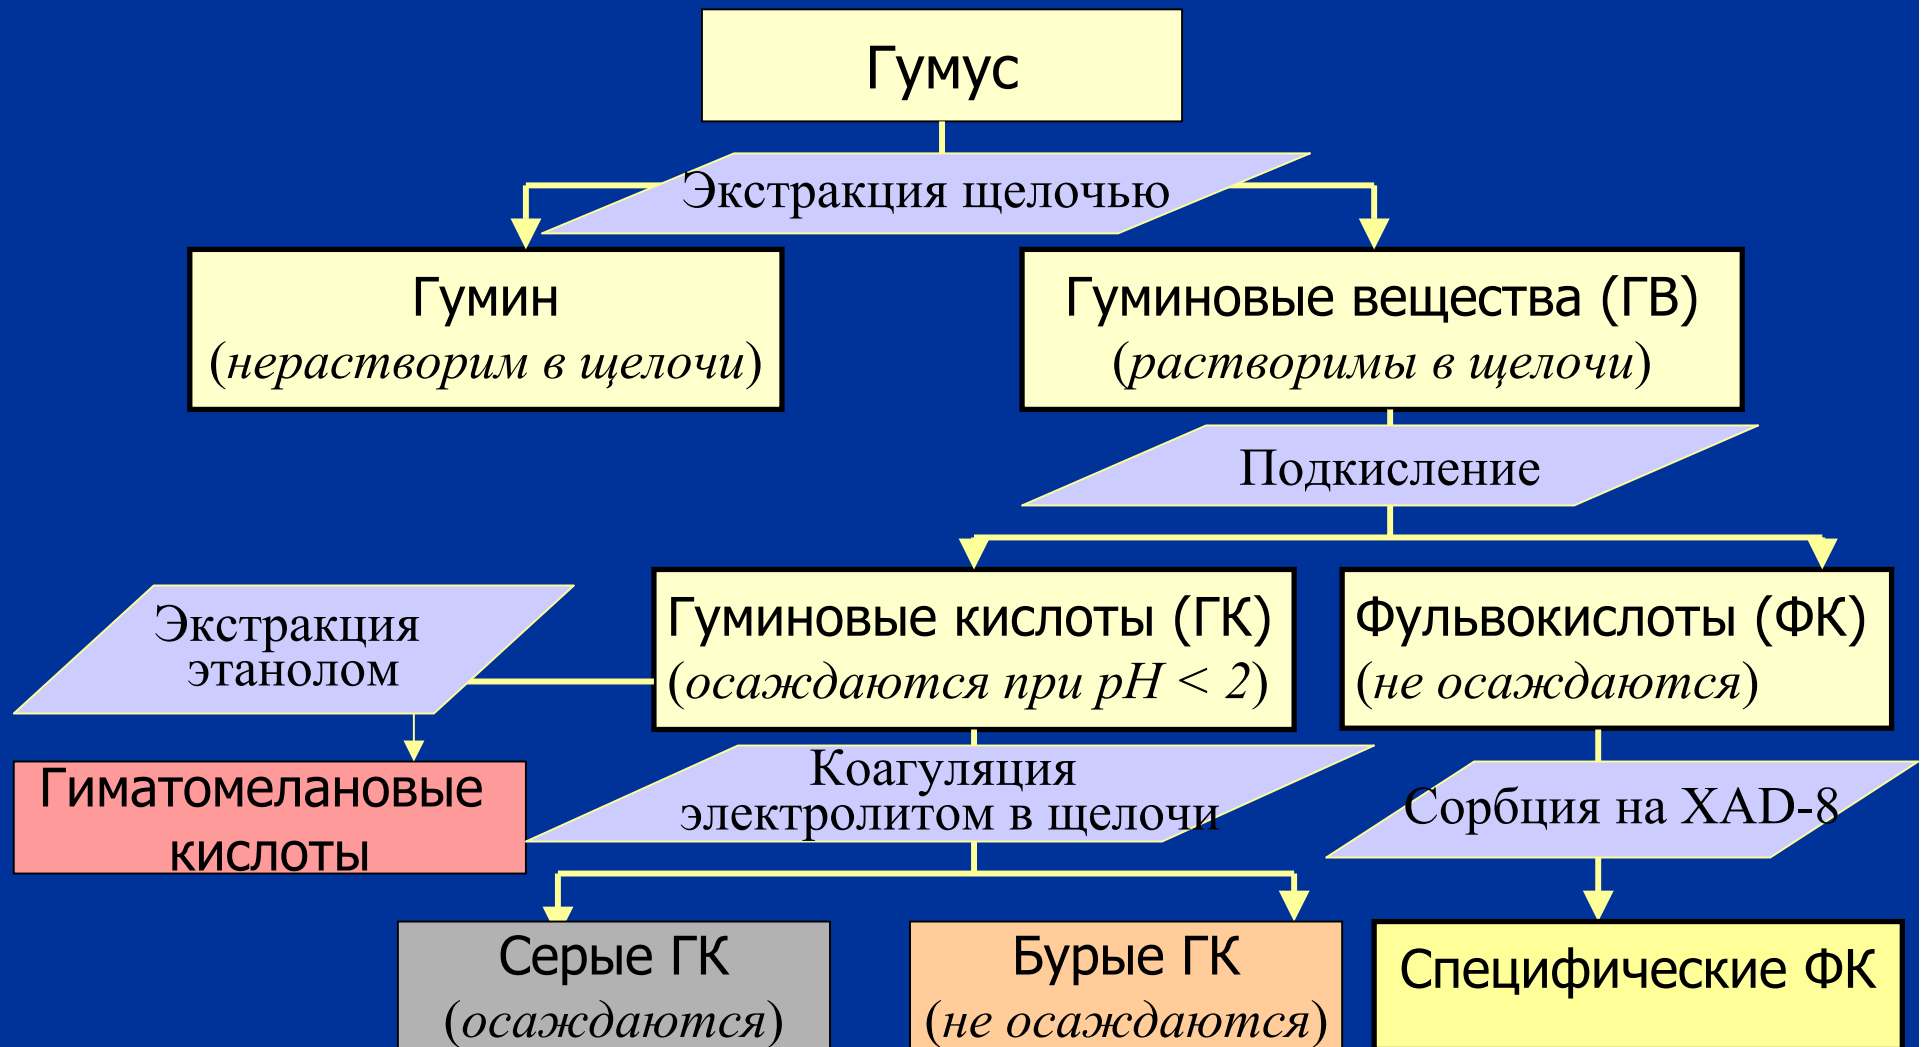 Гумус
Экстракция щелочью
Гумин
(нерастворим в щелочи)
Гуминовые вещества (ГВ)
(растворимы в щелочи)
Подкисление
Экстракция
этанолом
Гуминовые кислоты (ГК)
(осаждаются при pH < 2)
Фульвокислоты (ФК)
(не осаждаются)
Гиматомелановые
кислоты
Коагуляция
электролитом в щелочи
Сорбция на XAD-8
Серые ГК
(осаждаются)
Бурые ГК
(не осаждаются)
Специфические ФК